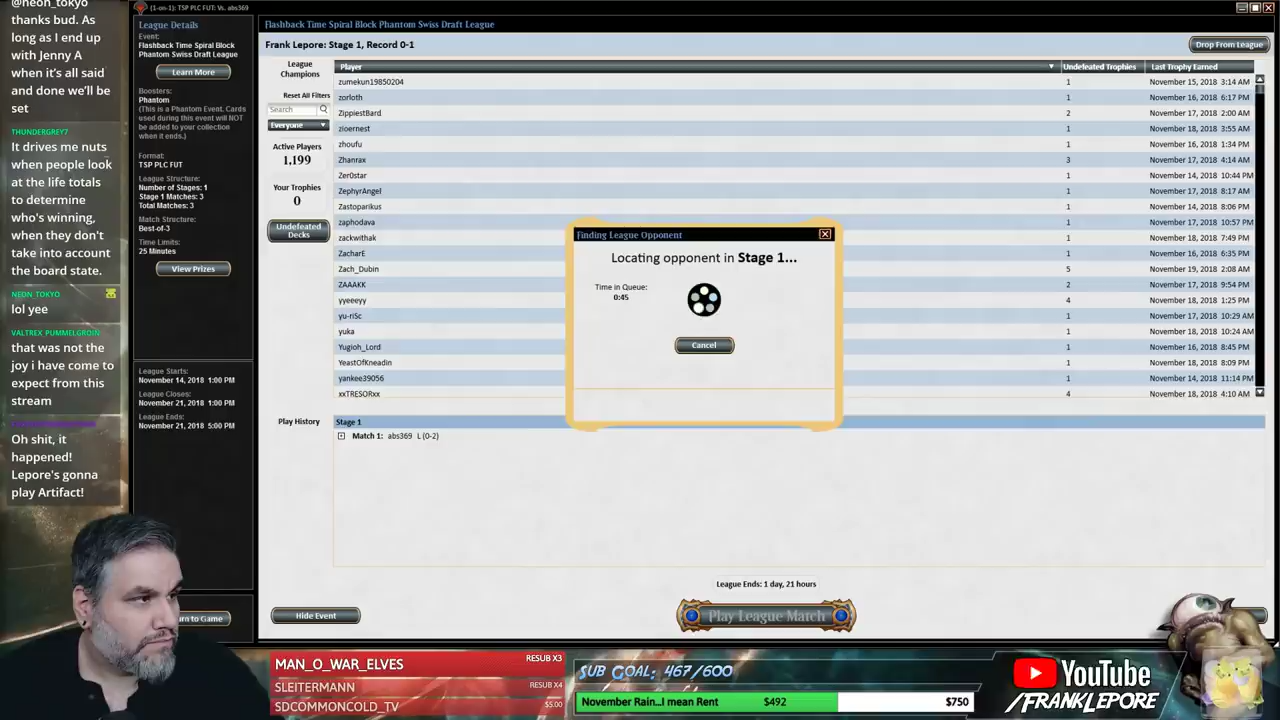 @neon_tokyo
thanks bud. As
long as I end up
with Jenny A
when it's all said
and done we'll be
set
THUNDERGREY7
It drives me nuts
when people look
at the life totals
to determine
who's winning,
when they don't
take into account
the board state.
NEON_TOKYO
lol yee
VALTREX_PUMMELGROIN
that was not the
joy i have come to
expect from this
stream
Oh shit, it
happened!
Lepore's gonna
play Artifact!
(1-on-1): TSP PLC FUT: Vs. abs369
League Details
Event:
Flashback Time Spiral Block
Phantom Swiss Draft League
Learn More
Boosters:
Phantom
(This is a Phantom Event. Cards
used during this event will NOT
be added to your collection
when it ends.)
Format:
TSP PLC FUT
League Structure:
Number of Stages: 1
Stage 1 Matches: 3
Total Matches: 3
Match Structure:
Best-of-3
Time Limits:
25 Minutes
View Prizes
League Starts:
November 14, 2018 1:00 PM
League Closes:
November 21, 2018 1:00 PM
League Ends:
November 21, 2018 5:00 PM
urn to Game
Flashback Time Spiral Block Phantom Swiss Draft League
Frank Lepore: Stage 1, Record 0-1
Drop From League
League
Champions
Reset All Filters
Search
Everyone
Active Players
1,199
Your Trophies
0
Undefeated
Decks
Player Undefeated Trophies Last Trophy Earned
zumekun19850204 1 November 15, 2018 3:14 AM
zorloth 1 November 16, 2018 6:17 PM
ZippiestBard 2 November 17, 2018 2:00 AM
zioernest 1 November 18, 2018 3:55 AM
zhoufu 1 November 16, 2018 1:34 PM
Zhanrax 3 November 17, 2018 4:14 AM
Zer0star 1 November 14, 2018 10:44 PM
ZephyrAngel 1 November 17, 2018 8:17 AM
Zastoparikus 1 November 14, 2018 8:06 PM
zaphodava 1 November 17, 2018 10:57 PM
zackwithak 1 November 18, 2018 7:49 PM
ZacharE 1 November 16, 2018 6:35 PM
Zach_Dubin 5 November 19, 2018 2:08 AM
ZAAAKK 2 November 17, 2018 9:54 PM
yyeeeyy 4 November 18, 2018 1:25 PM
yu-riSc 1 November 17, 2018 10:29 AM
yuka 1 November 18, 2018 10:24 AM
Yugioh_Lord 1 November 16, 2018 8:45 PM
YeastOfKneadin 1 November 18, 2018 8:09 PM
yankee39056 1 November 14, 2018 11:14 PM
xxTRESORxx 4 November 18, 2018 4:10 AM
Finding League Opponent
Locating opponent in Stage 1...
Time in Queue:
0:45
Cancel
Play History
Stage 1
Match 1: abs369 L (0-2)
League Ends: 1 day, 21 hours
Hide Event
Play League Match
MAN_O_WAR_ELVES RESUB X3
SLEITERMANN RESUB X4
SDCOMMONCOLD_TV $5.00
SUB GOAL: 467/600
November Rain...I mean Rent $492 $750
YouTube
/FRANKLEPORE